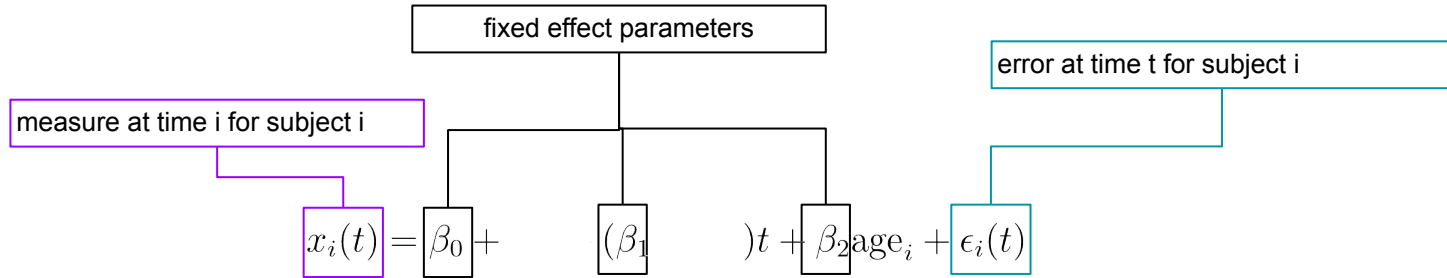 fixed effect parameters
error at time t for subject i
measure at time i for subject i
x_i(t) = β_0 + (β_1 )t + β_2age_i + ϵ_i(t)